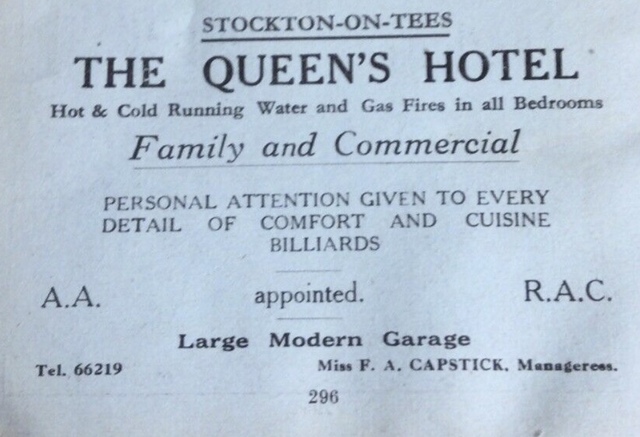 STOCKTON-ON-TEES
THE QUEEN'S HOTEL
Hot & Cold Running Water and Gas Fires in all Bedrooms
Family and Commercial
PERSONAL ATTENTION GIVEN TO EVERY
DETAIL OF COMFORT AND CUISINE
BILLIARDS
A.A. appointed. R.A.C.
Large Modern Garage
Tel. 66219 Miss F. A. CAPSTICK, Manageress.
296